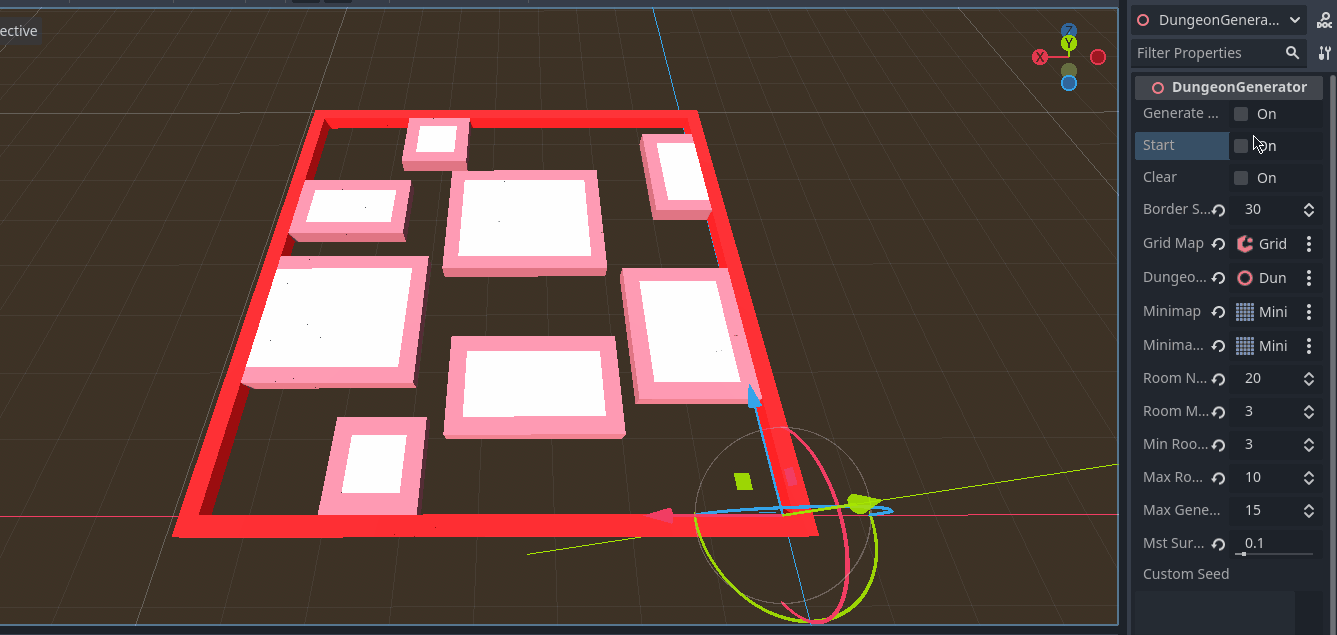 ective
Z
Y
X
DungeonGenera...
Filter Properties
DungeonGenerator
Generate ... On
Start On
Clear On
Border S... 30
Grid Map Grid
Dungeo... Dun
Minimap Mini
Minima... Mini
Room N... 20
Room M... 3
Min Roo... 3
Max Ro... 10
Max Gene... 15
Mst Sur... 0.1
Custom Seed